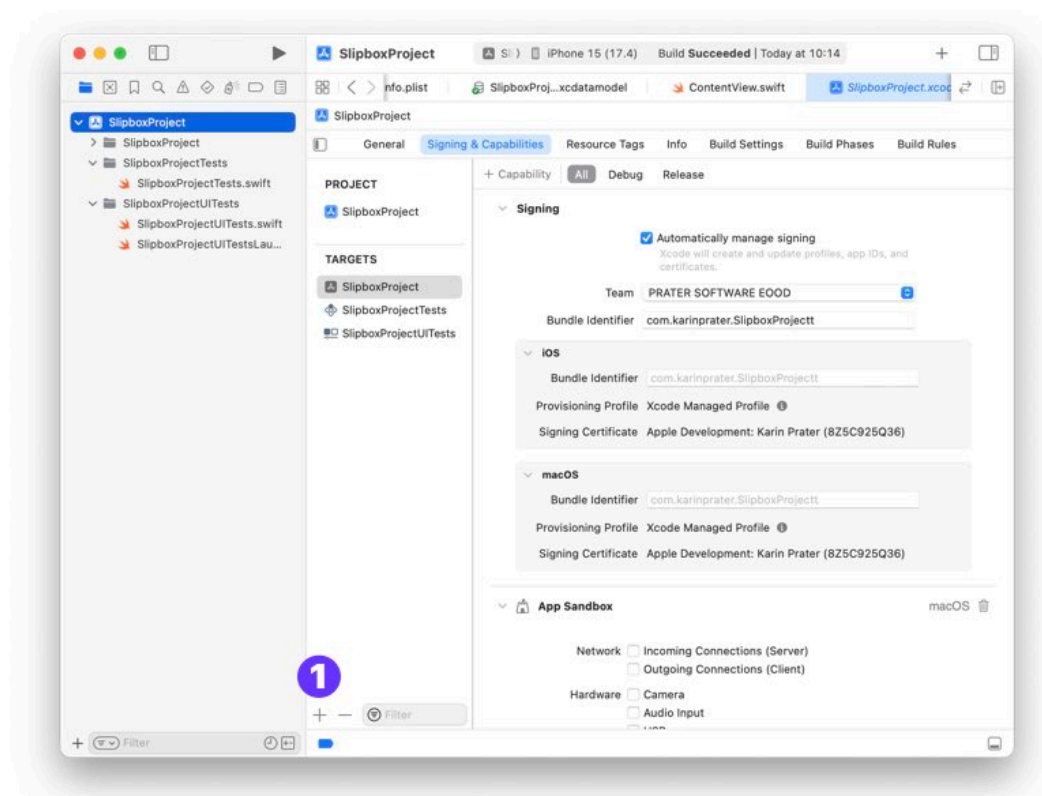 SlipboxProject
iPhone 15 (17.4)
Build Succeeded | Today at 10:14
nfo.plist
SlipboxProj...xcdatamodel
ContentView.swift
SlipboxProject.xcod
SlipboxProject
SlipboxProject
SlipboxProject
SlipboxProjectTests
SlipboxProjectTests.swift
SlipboxProjectUITests
SlipboxProjectUITests.swift
SlipboxProjectUITestsLau...
Filter
General
Signing & Capabilities
Resource Tags
Info
Build Settings
Build Phases
Build Rules
PROJECT
SlipboxProject
TARGETS
SlipboxProject
SlipboxProjectTests
SlipboxProjectUITests
1
Filter
+ Capability
All
Debug
Release
Signing
Automatically manage signing
Xcode will create and update profiles, app IDs, and
certificates.
Team PRATER SOFTWARE EOOD
Bundle Identifier com.karinprater.SlipboxProjectt
iOS
Bundle Identifier com.karinprater.SlipboxProjectt
Provisioning Profile Xcode Managed Profile
Signing Certificate Apple Development: Karin Prater (8Z5C925Q36)
macOS
Bundle Identifier com.karinprater.SlipboxProjectt
Provisioning Profile Xcode Managed Profile
Signing Certificate Apple Development: Karin Prater (8Z5C925Q36)
App Sandbox
macOS
Network Incoming Connections (Server)
Outgoing Connections (Client)
Hardware Camera
Audio Input